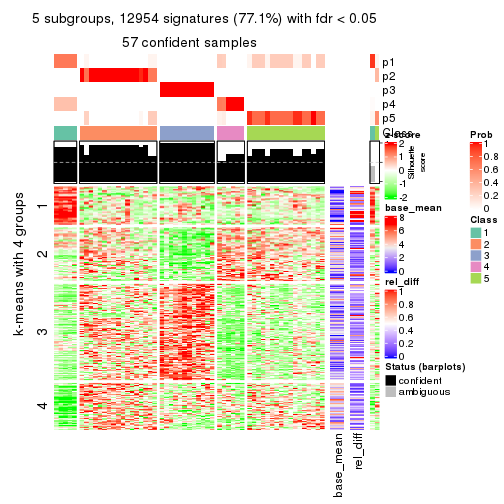 5 subgroups, 12954 signatures (77.1%) with fdr < 0.05
57 confident samples
p1
p2
p3
p4
p5
Class
Silhouette
score
1
2
3
4
k-means with 4 groups
base_mean
rel_diff
z-score
2
0
-2
base_mean
8
6
4
2
0
rel_diff
1
0.8
0.6
0.4
0.2
0
Status (barplots)
confident
ambiguous
Prob
1
0.8
0.6
0.4
0.2
0
Class
1
2
3
4
5